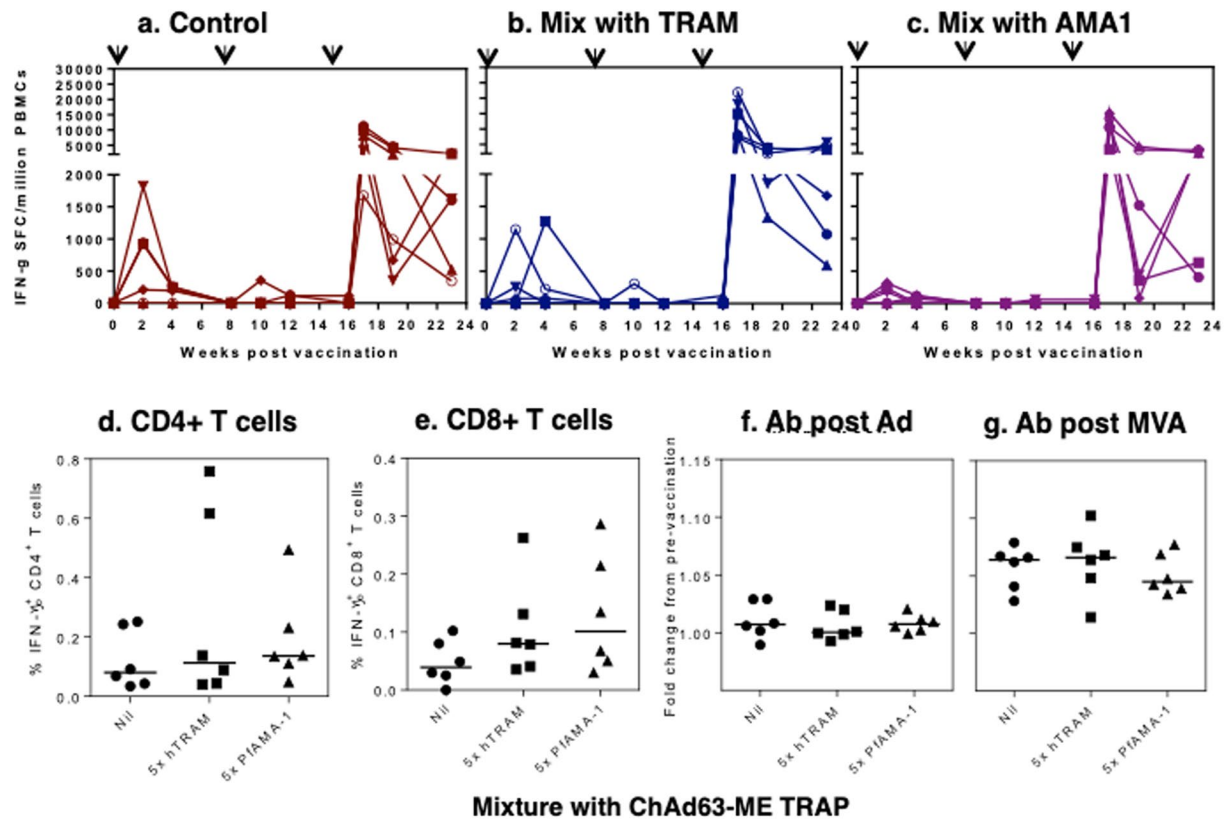 a. Control
b. Mix with TRAM
c. Mix with AMA1
IFN-g SFC/million PBMCs
30000
25000
20000
15000
10000
5000
2000
1500
1000
500
0
0 2 4 6 8 10 12 14 16 18 20 22 24
0 2 4 6 8 10 12 14 16 18 20 22 24
0 2 4 6 8 10 12 14 16 18 20 22 24
Weeks post vaccination
Weeks post vaccination
Weeks post vaccination
d. CD4+ T cells
e. CD8+ T cells
f. Ab post Ad
g. Ab post MVA
% IFN-γ+ CD4+ T cells
0.8
0.6
0.4
0.2
0.0
Nil
5x hTRAM
5x PfAMA-1
% IFN-γ+ CD8+ T cells
0.4
0.3
0.2
0.1
0.0
Nil
5x hTRAM
5x PfAMA-1
Fold change from pre-vaccination
1.15
1.10
1.05
1.00
Nil
5x hTRAM
5x PfAMA-1
Nil
5x hTRAM
5x PfAMA-1
Mixture with ChAd63-ME TRAP